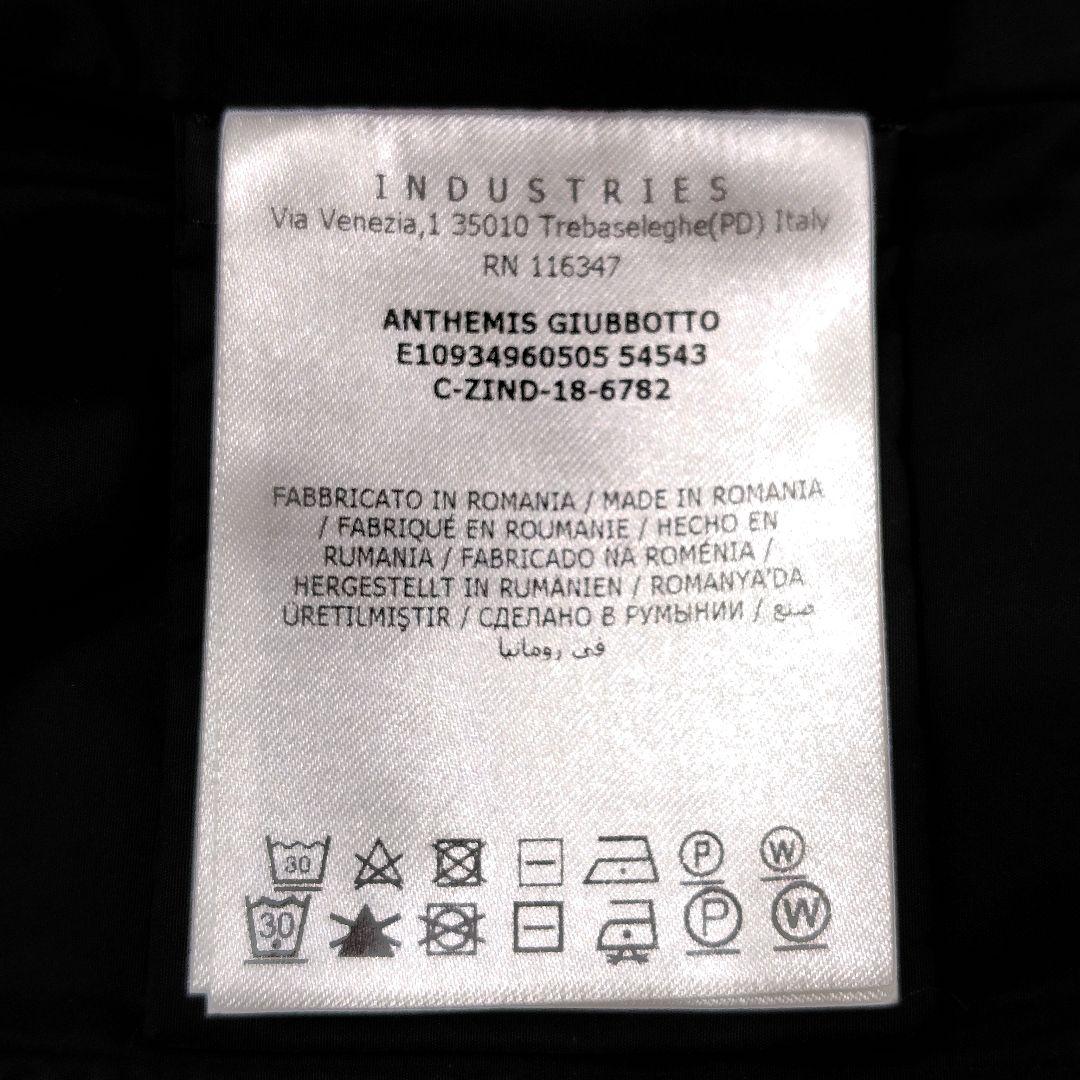 INDUSTRIES
Via Venezia,1 35010 Trebaseleghe(PD) Italy
RN 116347
ANTHEMIS GIUBBOTTO
E10934960505 54543
C-ZIND-18-6782
FABBRICATO IN ROMANIA / MADE IN ROMANIA
/ FABRIQUÉ EN ROUMANIE / HECHO EN
RUMANIA / FABRICADO NA ROMÉNIA /
HERGESTELLT IN RUMANIEN / ROMANYA'DA
ÜRETILMIŞTIR / СДЕЛАНО В РУМЫНИИ / صنع
فى رومانيا
30 P W
30 P W